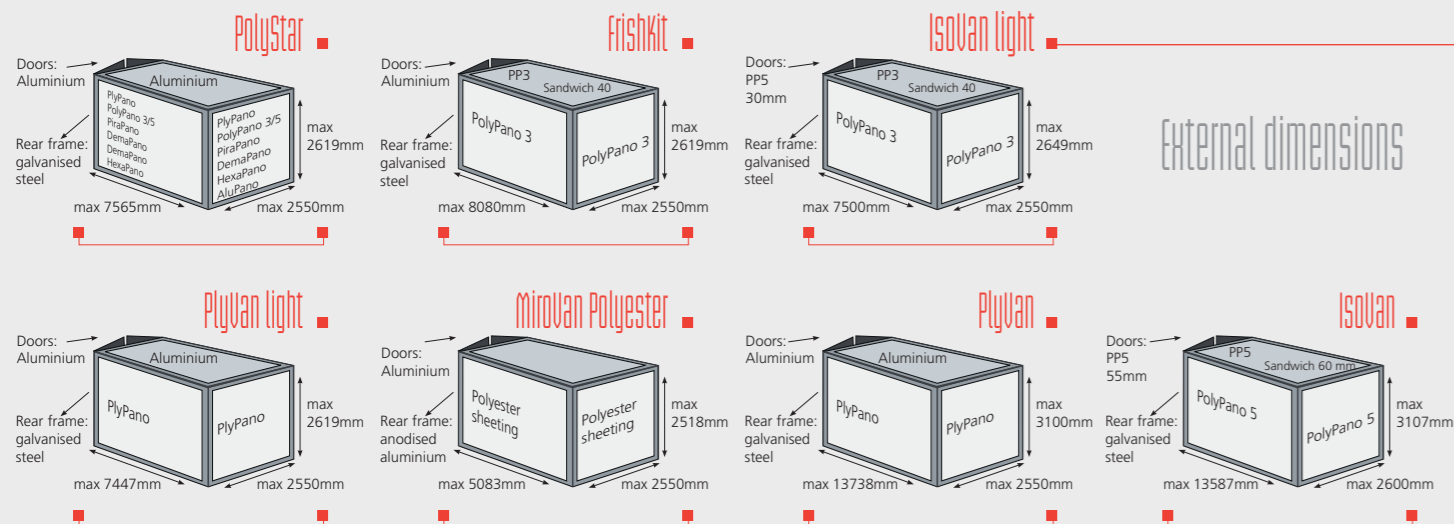 PolyStar
Doors:
Aluminium
Aluminium
PlyPano
PolyPano 3/5
PiraPano
DemaPano
DemaPano
HexaPano
PlyPano
PolyPano 3/5
PiraPano
DemaPano
HexaPano
AluPano
max
2619mm
Rear frame:
galvanised
steel
max 7565mm
max 2550mm
FrishKit
Doors:
Aluminium
PP3
Sandwich 40
PolyPano 3
PolyPano 3
max
2619mm
Rear frame:
galvanised
steel
max 8080mm
max 2550mm
IsoVan light
Doors:
PP5
30mm
PP3
Sandwich 40
PolyPano 3
PolyPano 3
max
2649mm
Rear frame:
galvanised
steel
max 7500mm
max 2550mm
External dimensions
PlyVan light
Doors:
Aluminium
Aluminium
PlyPano
PlyPano
max
2619mm
Rear frame:
galvanised
steel
max 7447mm
max 2550mm
MiroVan Polyester
Doors:
Aluminium
Polyester
sheeting
Polyester
sheeting
max
2518mm
Rear frame:
anodised
aluminium
max 5083mm
max 2550mm
PlyVan
Doors:
Aluminium
Aluminium
PlyPano
PlyPano
max
3100mm
Rear frame:
galvanised
steel
max 13738mm
max 2550mm
IsoVan
Doors:
PP5
55mm
PP5
Sandwich 60 mm
PolyPano 5
PolyPano 5
max
3107mm
Rear frame:
galvanised
steel
max 13587mm
max 2600mm